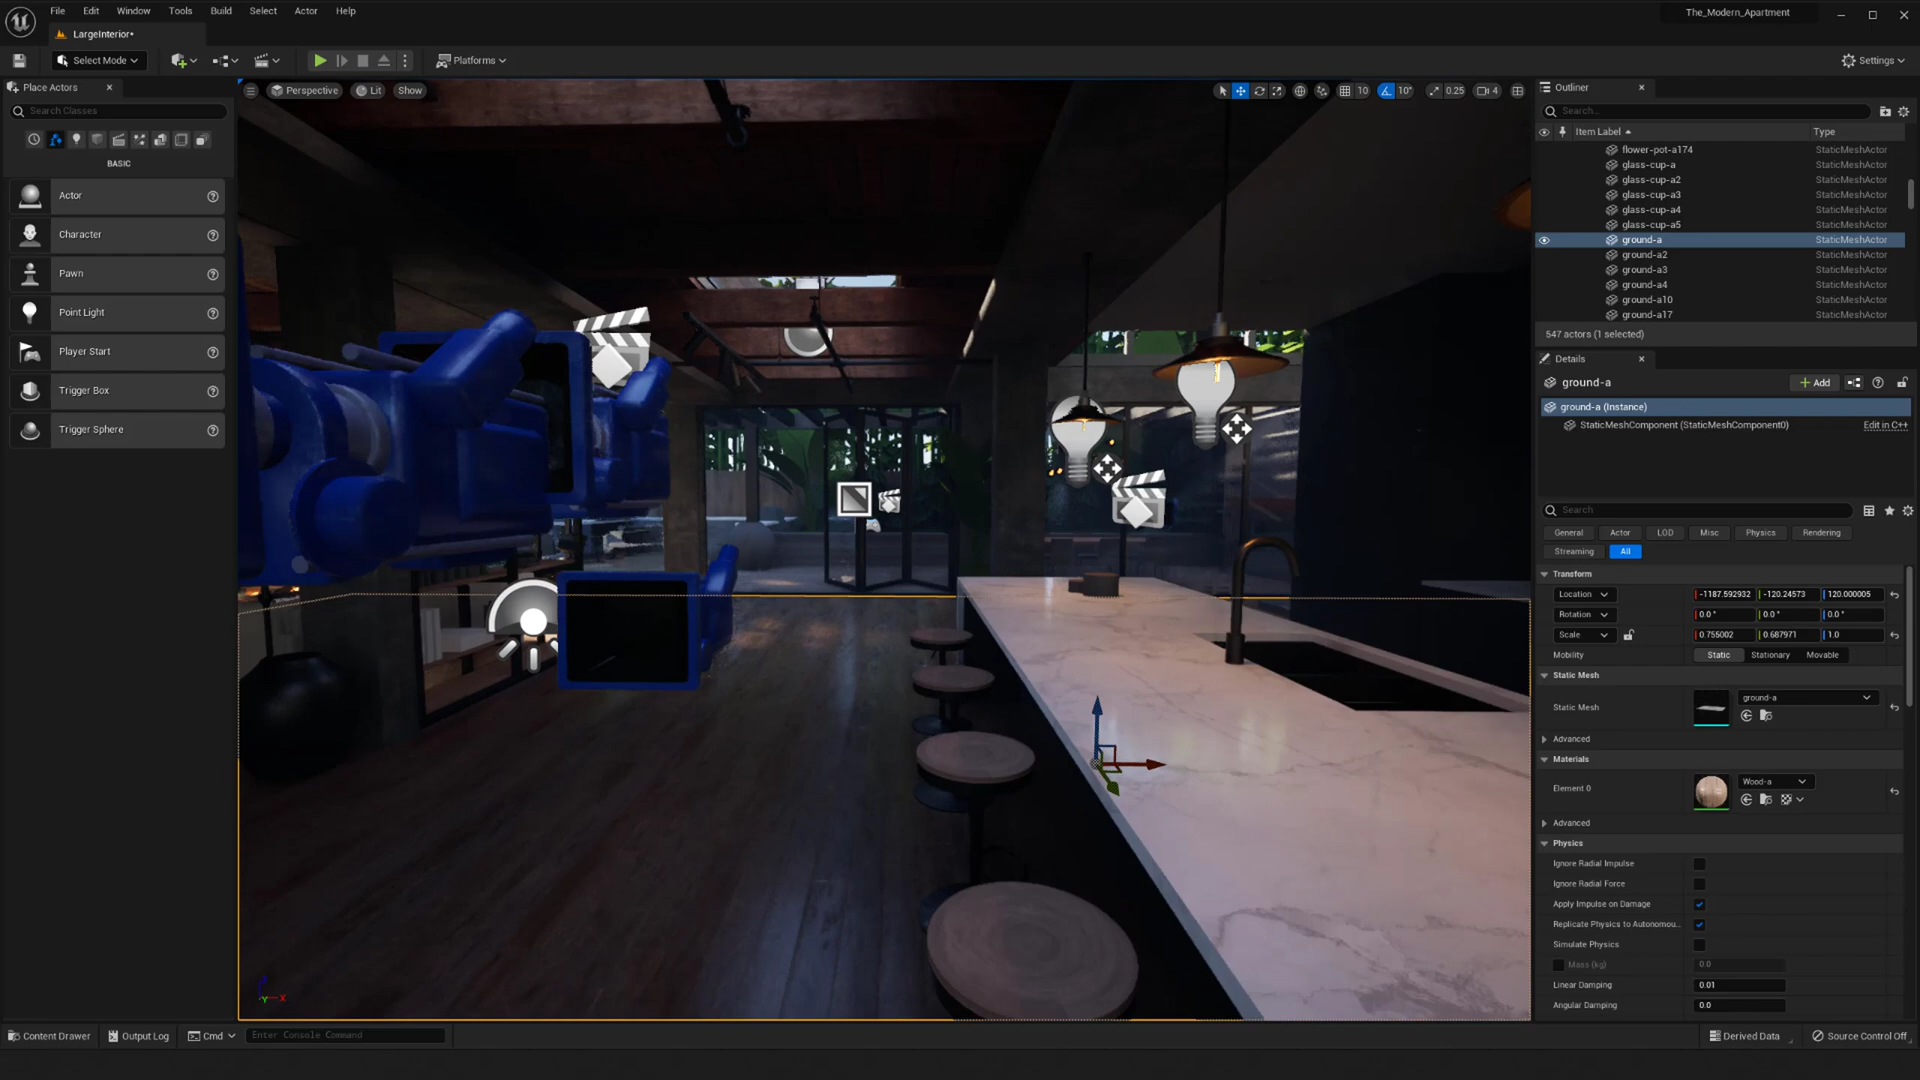 File Edit Window Tools Build Select Actor Help
The_Modern_Apartment
LargeInterior*
Select Mode
Platforms
Settings
Place Actors
Search Classes
BASIC
Actor
Character
Pawn
Point Light
Player Start
Trigger Box
Trigger Sphere
Perspective Lit Show
10 10° 0.25 4
Outliner
Search...
Item Label Type
flower-pot-a174 StaticMeshActor
glass-cup-a StaticMeshActor
glass-cup-a2 StaticMeshActor
glass-cup-a3 StaticMeshActor
glass-cup-a4 StaticMeshActor
glass-cup-a5 StaticMeshActor
ground-a StaticMeshActor
ground-a2 StaticMeshActor
ground-a3 StaticMeshActor
ground-a4 StaticMeshActor
ground-a10 StaticMeshActor
ground-a17 StaticMeshActor
547 actors (1 selected)
Details
ground-a
+ Add
ground-a (Instance)
StaticMeshComponent (StaticMeshComponent0) Edit in C++
Search
General Actor LOD Misc Physics Rendering
Streaming All
Transform
Location -1187.592932 -120.24573 120.000005
Rotation 0.0 ° 0.0 ° 0.0 °
Scale 0.755002 0.687971 1.0
Mobility Static Stationary Movable
Static Mesh
Static Mesh ground-a
Advanced
Materials
Element 0 Wood-a
Advanced
Physics
Ignore Radial Impulse
Ignore Radial Force
Apply Impulse on Damage
Replicate Physics to Autonomou...
Simulate Physics
Mass (kg) 0.0
Linear Damping 0.01
Angular Damping 0.0
Z
Y X
Content Drawer Output Log Cmd Enter Console Command
Derived Data Source Control Off